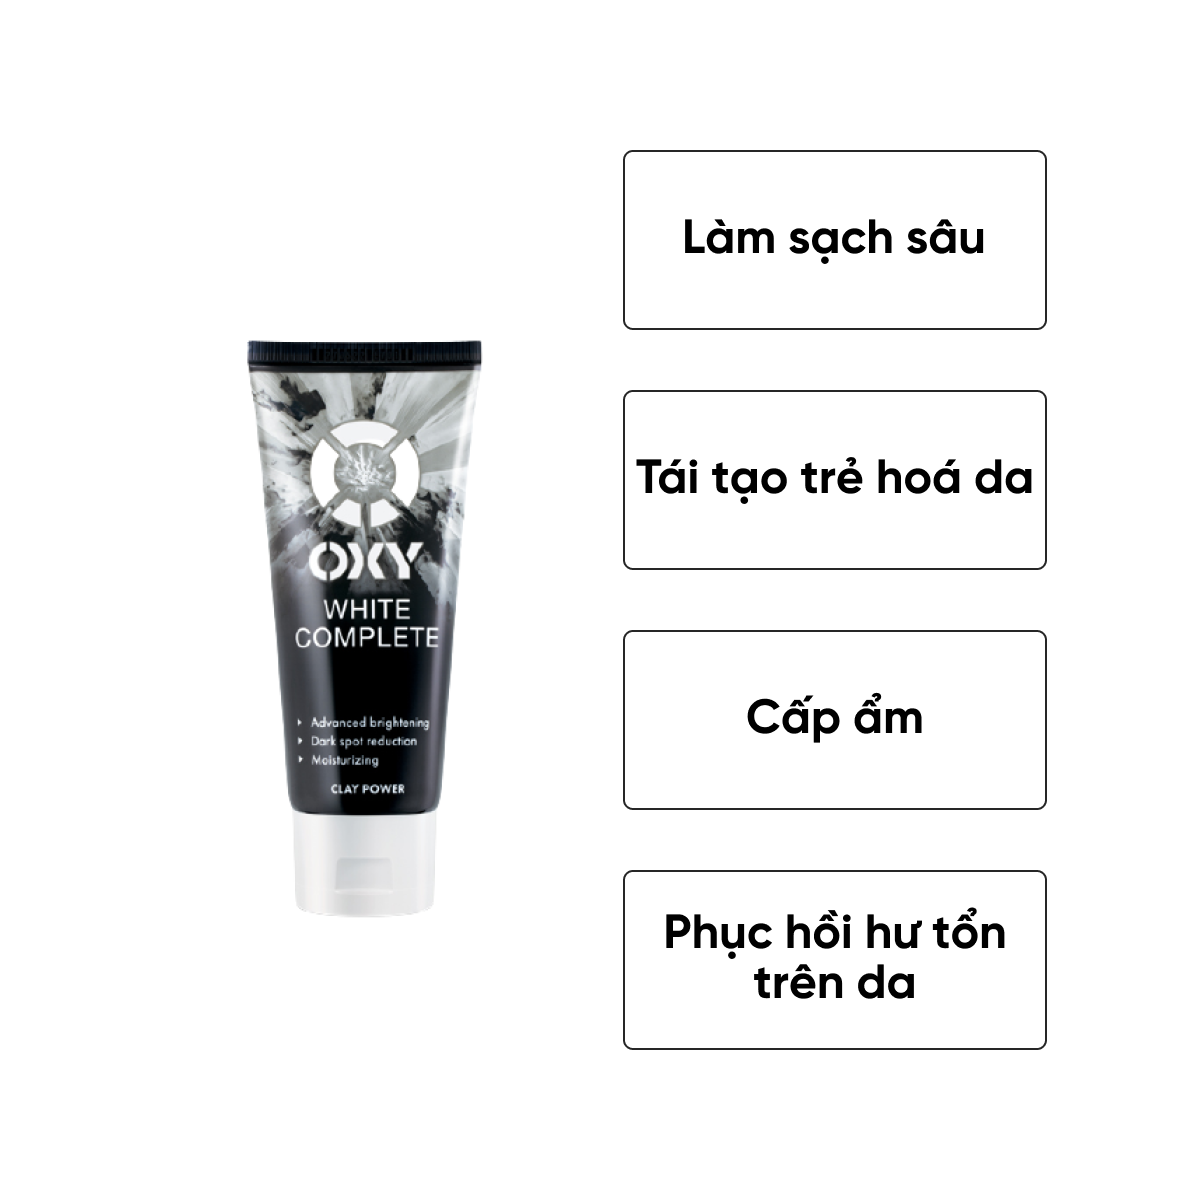 Làm sạch sâu
Tái tạo trẻ hoá da
Cấp ẩm
Phục hồi hư tổn
trên da
OXY
WHITE
COMPLETE
Advanced brightening
Dark spot reduction
Moisturizing
CLAY POWER